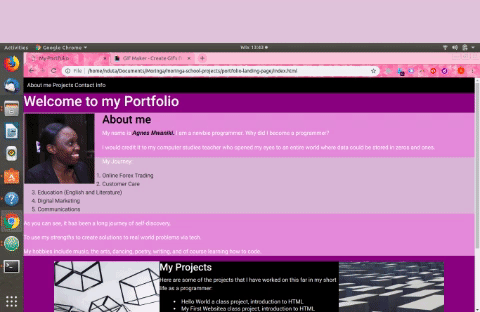 Activities Google Chrome ▾ Wis 13:43
My Portfolio GIF Maker - Create GIFs f
File /home/nduta/Documents/Moringa/moringa-school-projects/portfolio-landing-page/index.html
About me Projects Contact Info
Welcome to my Portfolio
About me
My name is Agnes Mwaniki. I am a newbie programmer. Why did I become a programmer?
I would credit it to my computer studies teacher who opened my eyes to an entire world where data could be stored in zeros and ones.
My Journey
1. Online Forex Trading
2. Customer Care
3. Education (English and Literature)
4. Digital Marketing
5. Communications
As you can see, it has been a long journey of self-discovery.
To use my strengths to create solutions to real world problems via tech.
My hobbies include music, the arts, dancing, poetry, writing, and of course learning how to code.
My Projects
Here are some of the projects that I have worked on this far in my short
life as a programmer:
• Hello World a class project, introduction to HTML
• My First Websitea class project, introduction to HTML